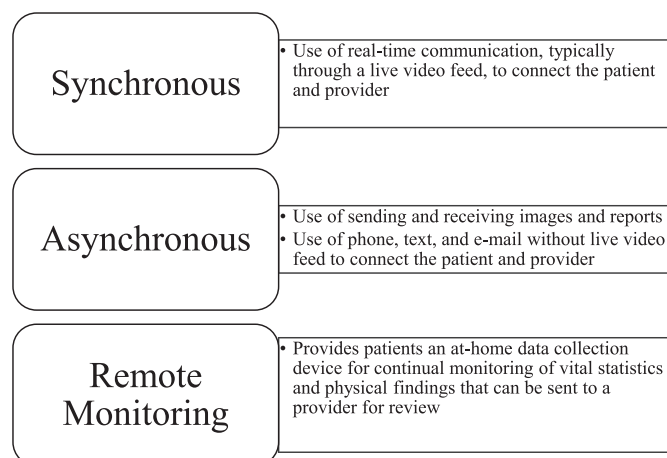 Synchronous
• Use of real-time communication, typically
through a live video feed, to connect the patient
and provider
Asynchronous
• Use of sending and receiving images and reports
• Use of phone, text, and e-mail without live video
feed to connect the patient and provider
Remote
Monitoring
• Provides patients an at-home data collection
device for continual monitoring of vital statistics
and physical findings that can be sent to a
provider for review